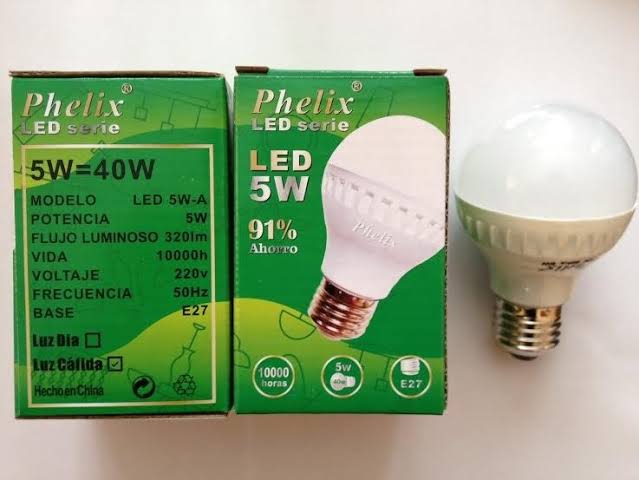 Phelix®
LED serie
5W=40W
MODELO LED 5W-A
POTENCIA 5W
FLUJO LUMINOSO 320lm
VIDA 10000h
VOLTAJE 220v
FRECUENCIA 50Hz
BASE E27
Luz Dia
Luz Cálida
Hecho en China
Phelix®
LED serie
LED
5W
91%
Ahorro
Phelix
10000
horas
5W
40W
E27